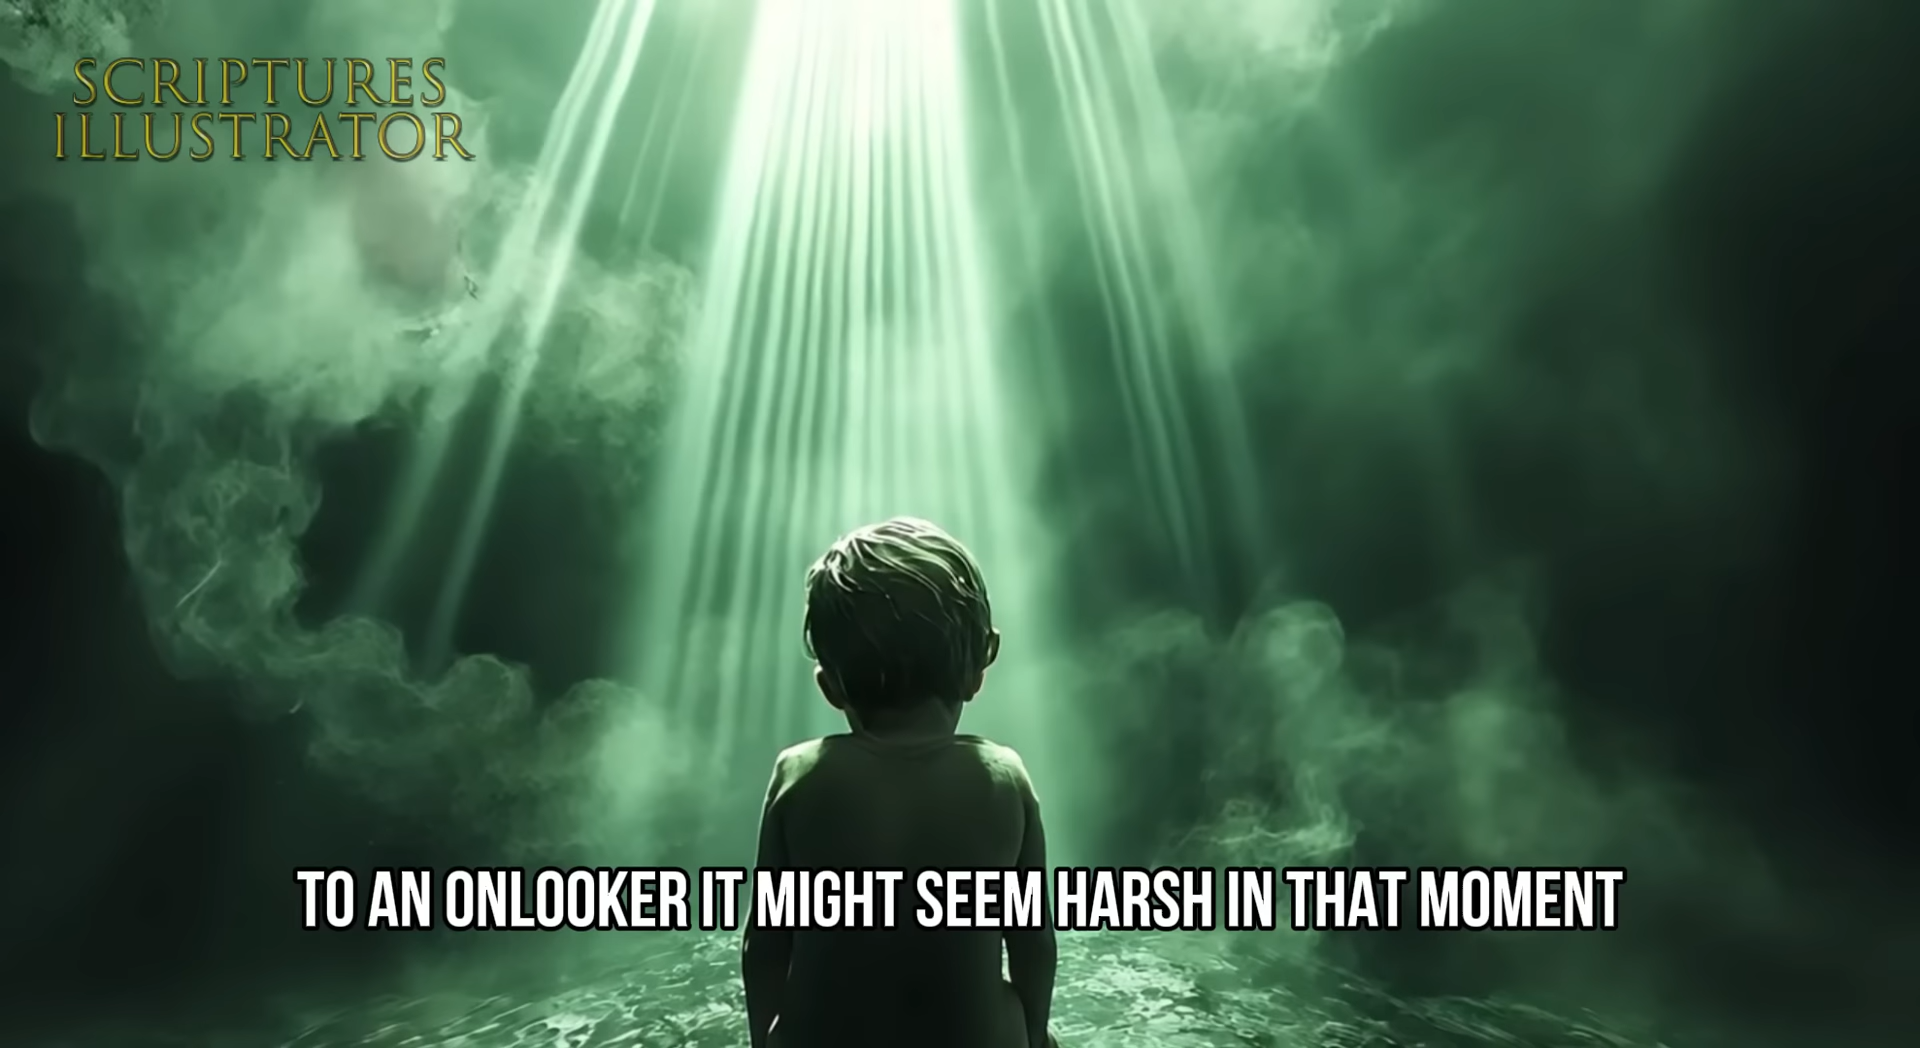 SCRIPTURES
ILLUSTRATOR
TO AN ONLOOKER IT MIGHT SEEM HARSH IN THAT MOMENT